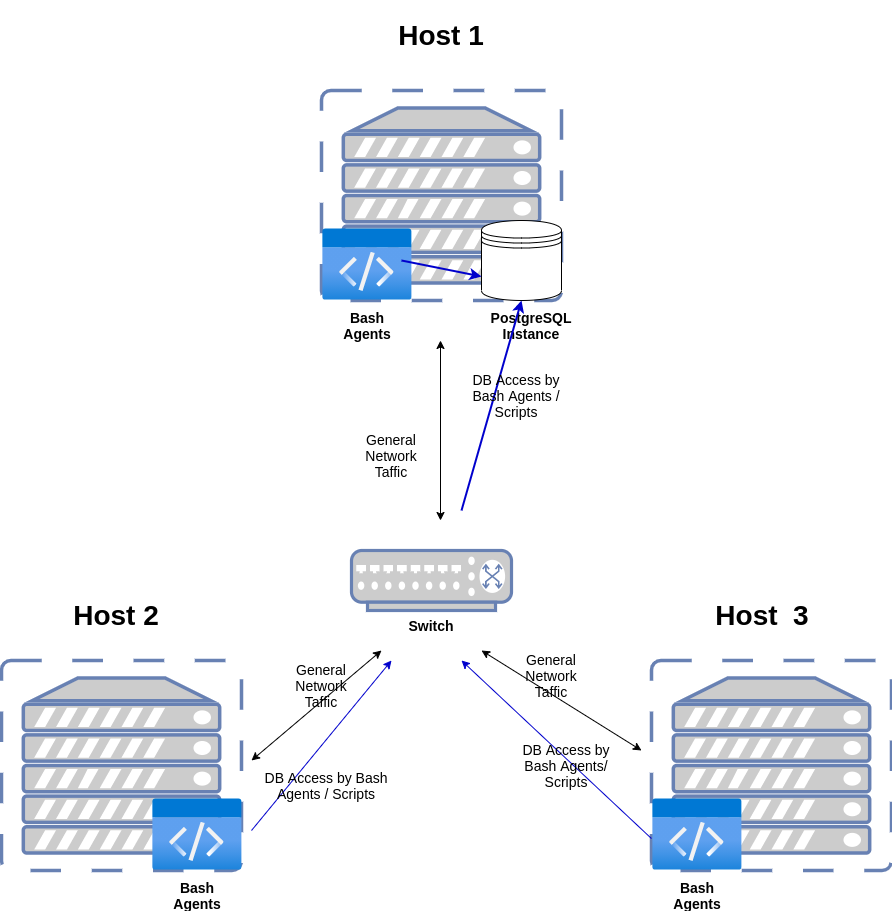 Host 1
Bash
Agents
PostgreSQL
Instance
DB Access by
Bash Agents /
Scripts
General
Network
Taffic
Switch
Host 2
Host  3
General
Network
Taffic
General
Network
Taffic
DB Access by Bash
Agents / Scripts
DB Access by
Bash Agents/
Scripts
Bash
Agents
Bash
Agents